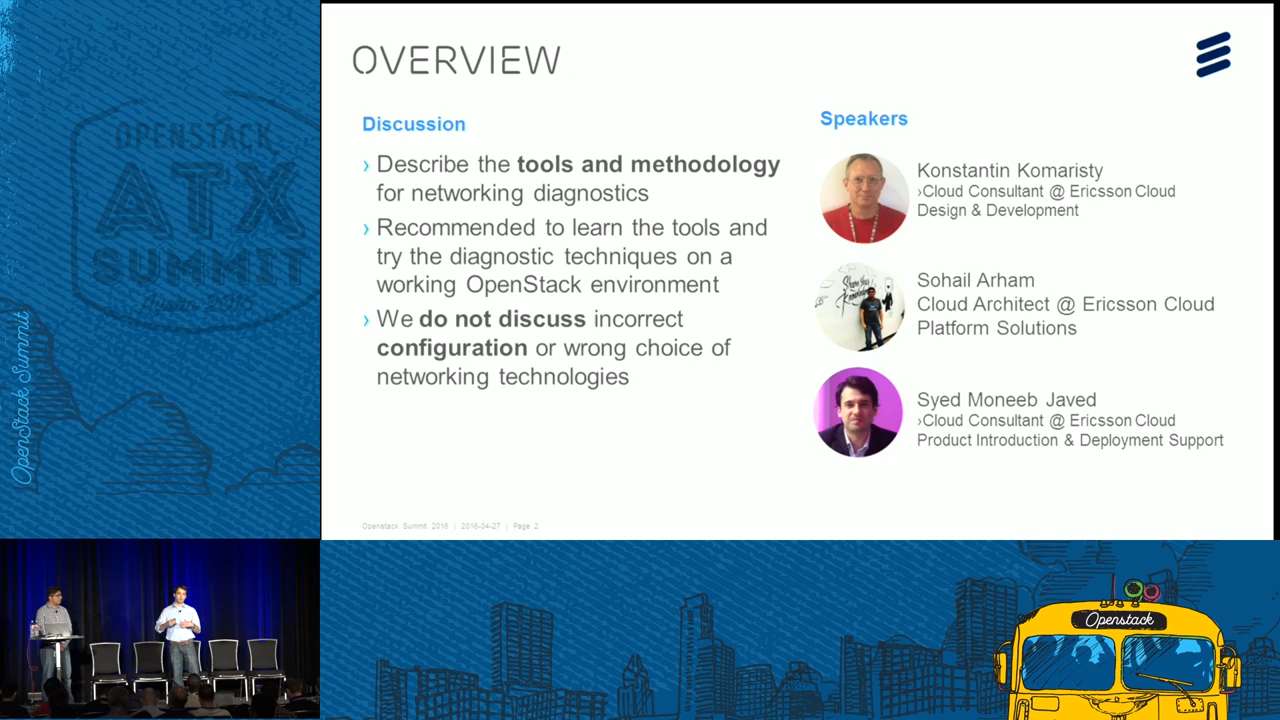 OVERVIEW
Discussion
› Describe the tools and methodology
for networking diagnostics
› Recommended to learn the tools and
try the diagnostic techniques on a
working OpenStack environment
› We do not discuss incorrect
configuration or wrong choice of
networking technologies
Speakers
Konstantin Komaristy
›Cloud Consultant @ Ericsson Cloud
Design & Development
Sohail Arham
Cloud Architect @ Ericsson Cloud
Platform Solutions
Syed Moneeb Javed
›Cloud Consultant @ Ericsson Cloud
Product Introduction & Deployment Support
Openstack Summit 2016 | 2016-04-27 | Page 2
OPENSTACK
ATX
SUMMIT
OpenStack Summit
Openstack